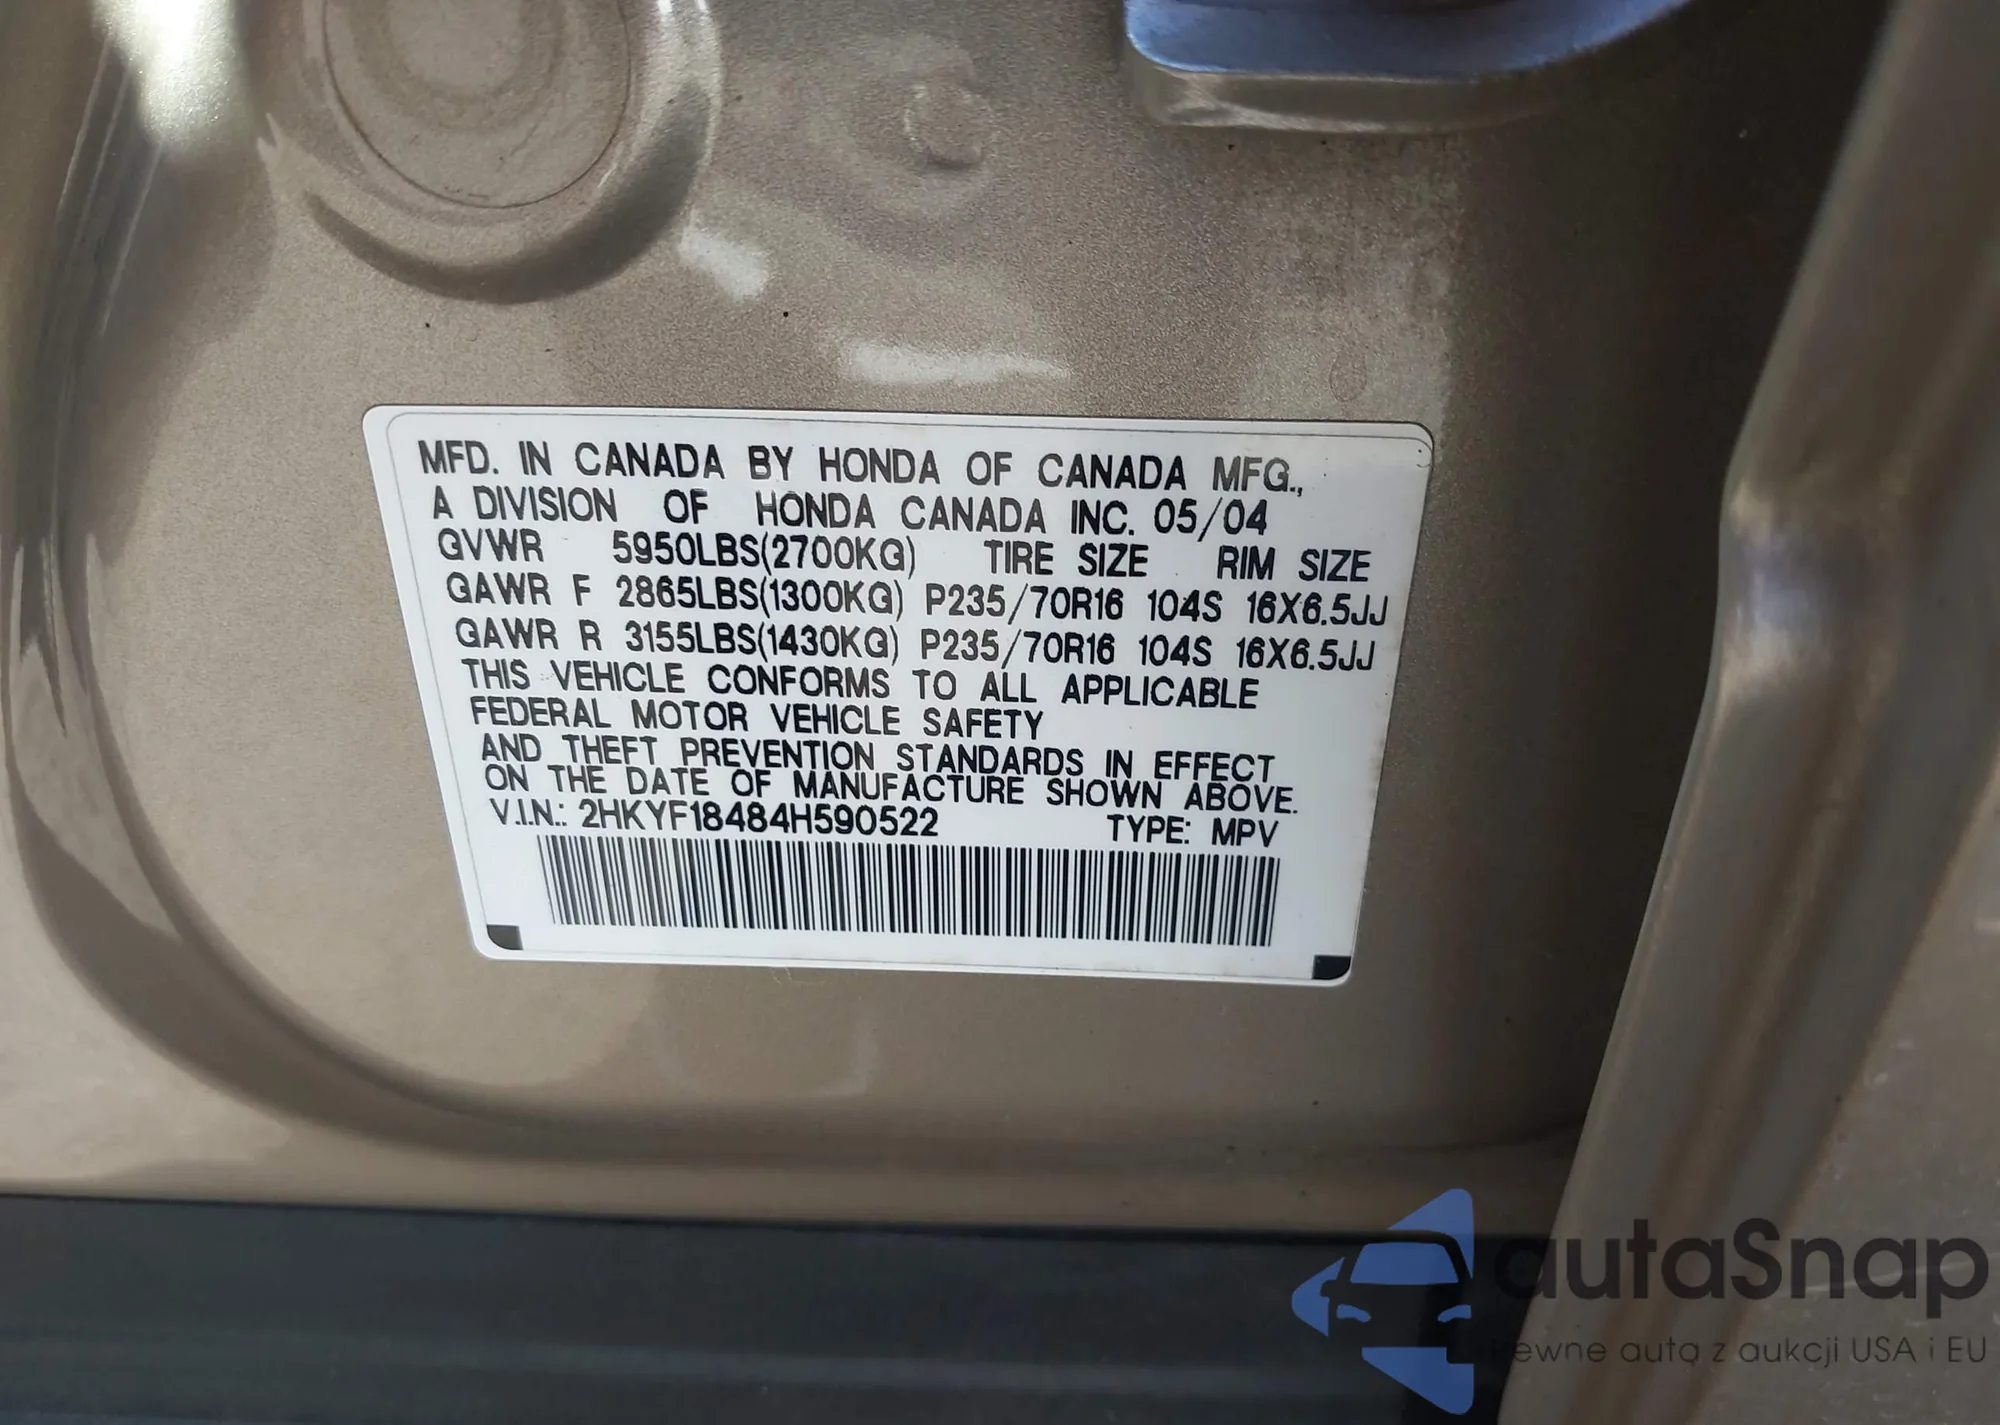 MFD. IN CANADA BY HONDA OF CANADA MFG.,
A DIVISION OF HONDA CANADA INC. 05/04
GVWR 5950LBS(2700KG) TIRE SIZE RIM SIZE
GAWR F 2865LBS(1300KG) P235/70R16 104S 16X6.5JJ
GAWR R 3155LBS(1430KG) P235/70R16 104S 16X6.5JJ
THIS VEHICLE CONFORMS TO ALL APPLICABLE
FEDERAL MOTOR VEHICLE SAFETY
AND THEFT PREVENTION STANDARDS IN EFFECT
ON THE DATE OF MANUFACTURE SHOWN ABOVE.
V.I.N.: 2HKYF18484H590522 TYPE: MPV
autaSnap
Pewne auta z aukcji USA i EU